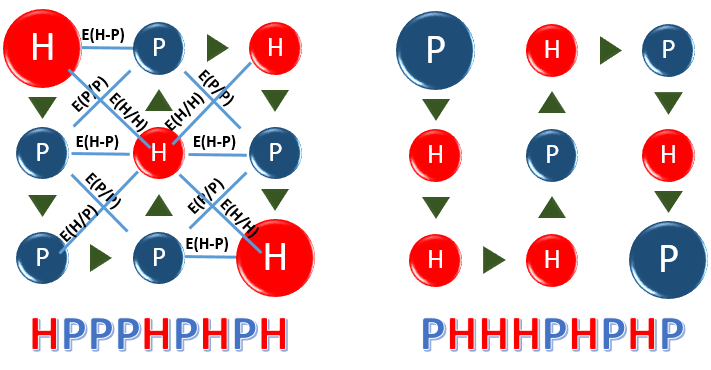 H E(H-P) P H
E(P/P) E(H/H) E(H/H) E(P/P)
P E(H-P) H E(H-P) P
E(P/P) E(H/P) E(P/P) E(H/H)
P P E(H-P) H
HPPPHPHPH
P H P
H P H
H H P
PHHHPHPHP